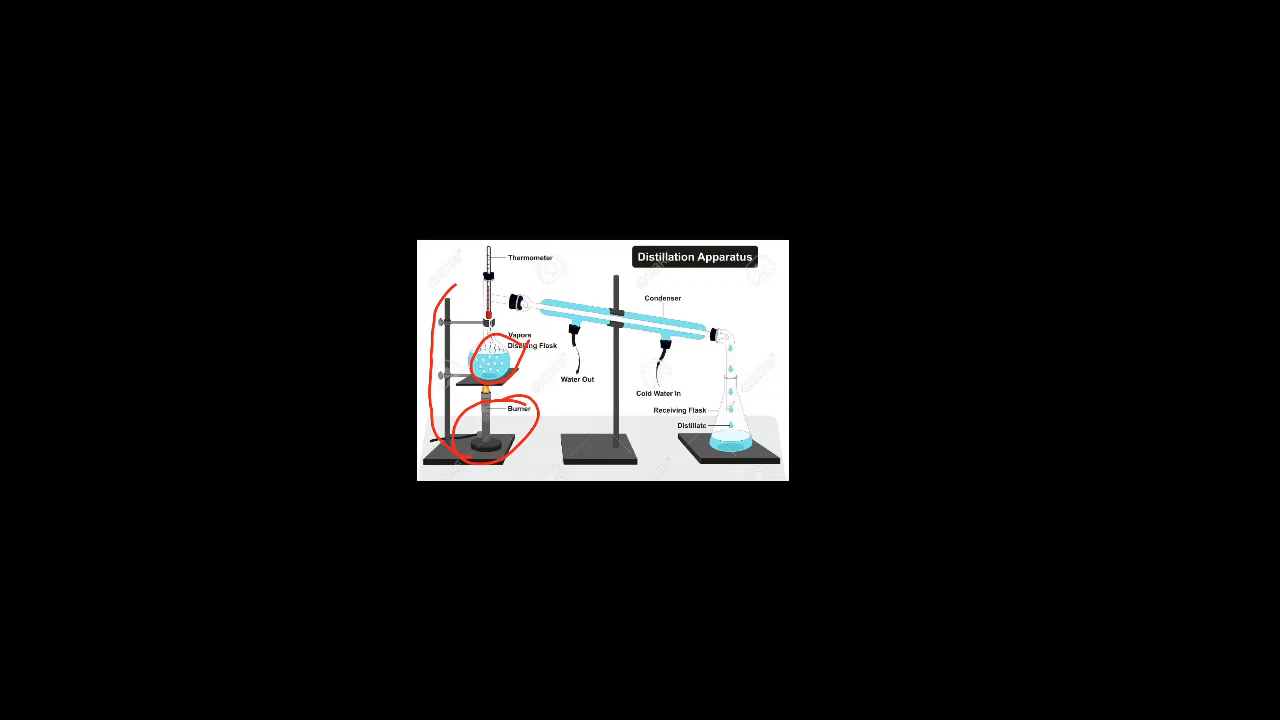 Distillation Apparatus
Thermometer
Condenser
Vapors
Distilling Flask
Water Out
Cold Water In
Burner
Receiving Flask
Distillate